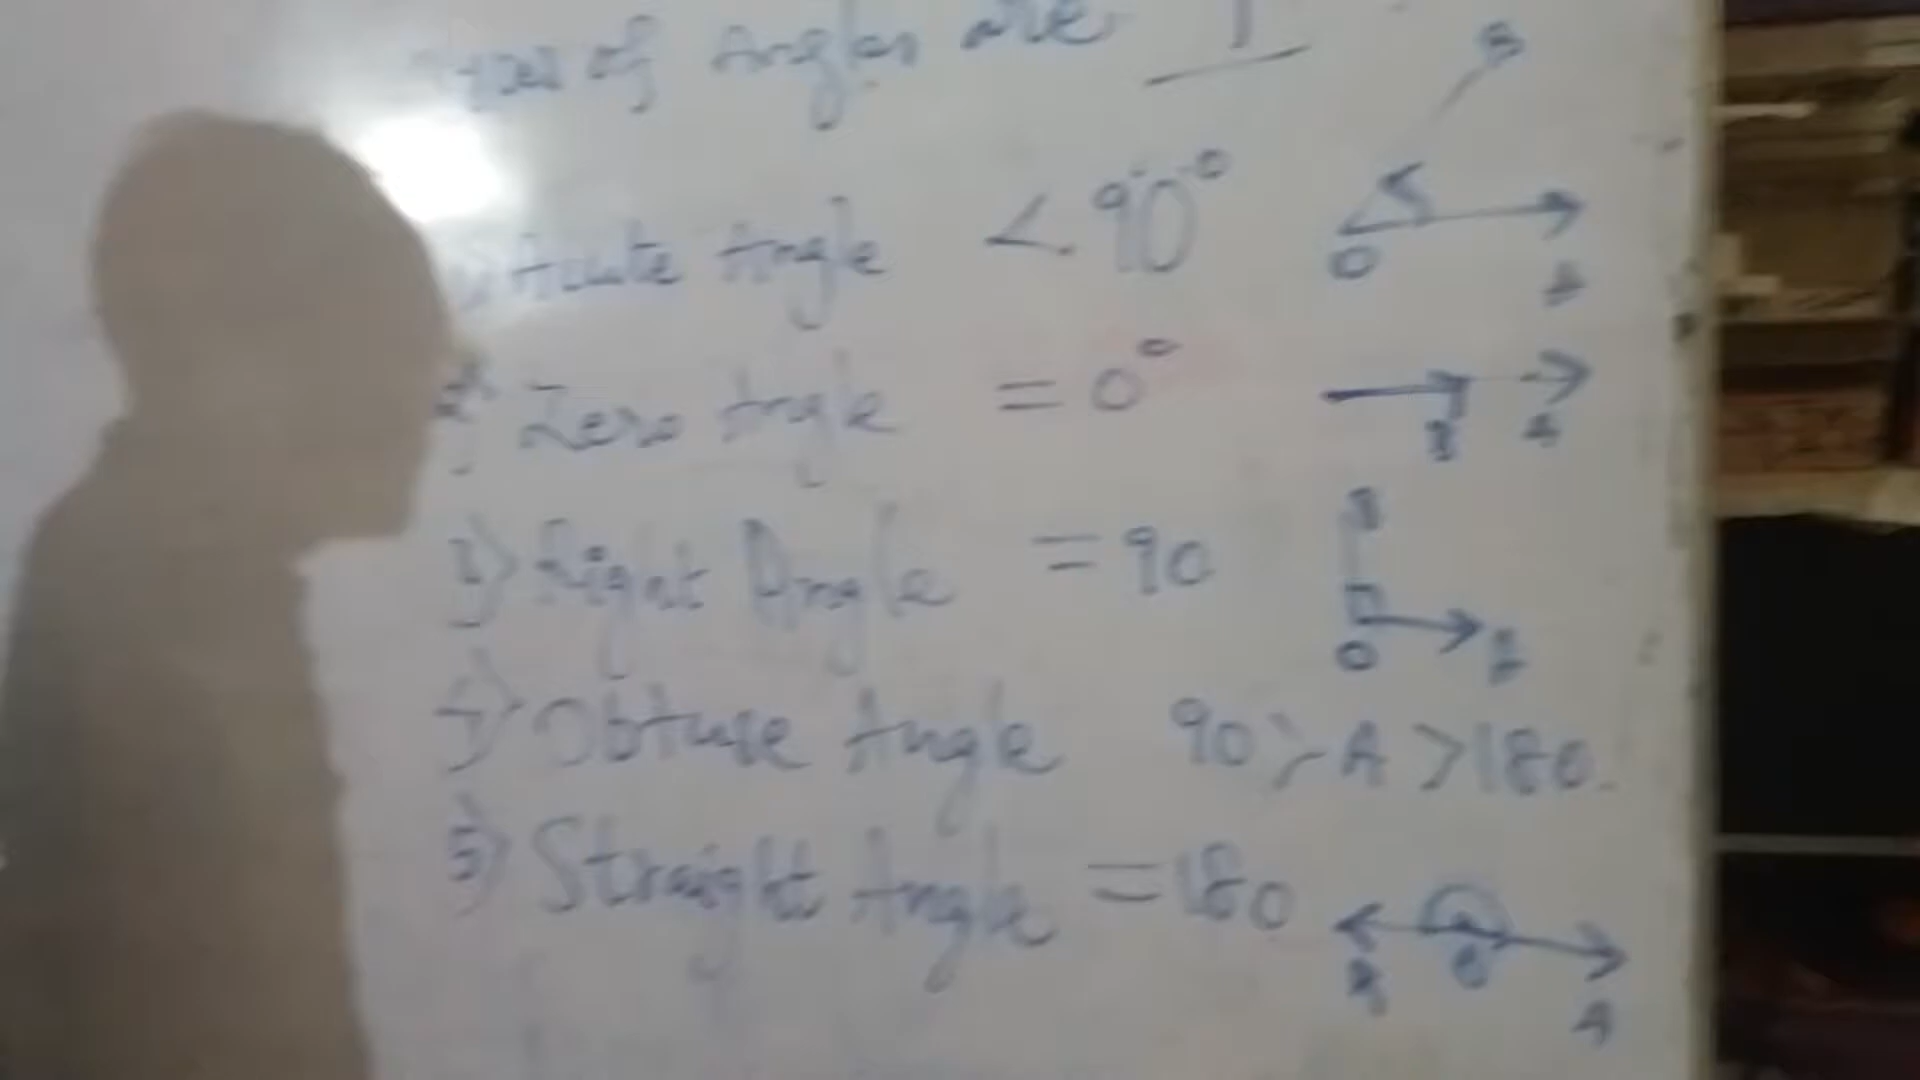 of Angles are
Acute Angle < 90° B O A
Zero Angle = 0° B A
3) Right Angle = 90 B O A
4) Obtuse Angle 90 > A > 180.
5) Straight Angle = 180 B O A